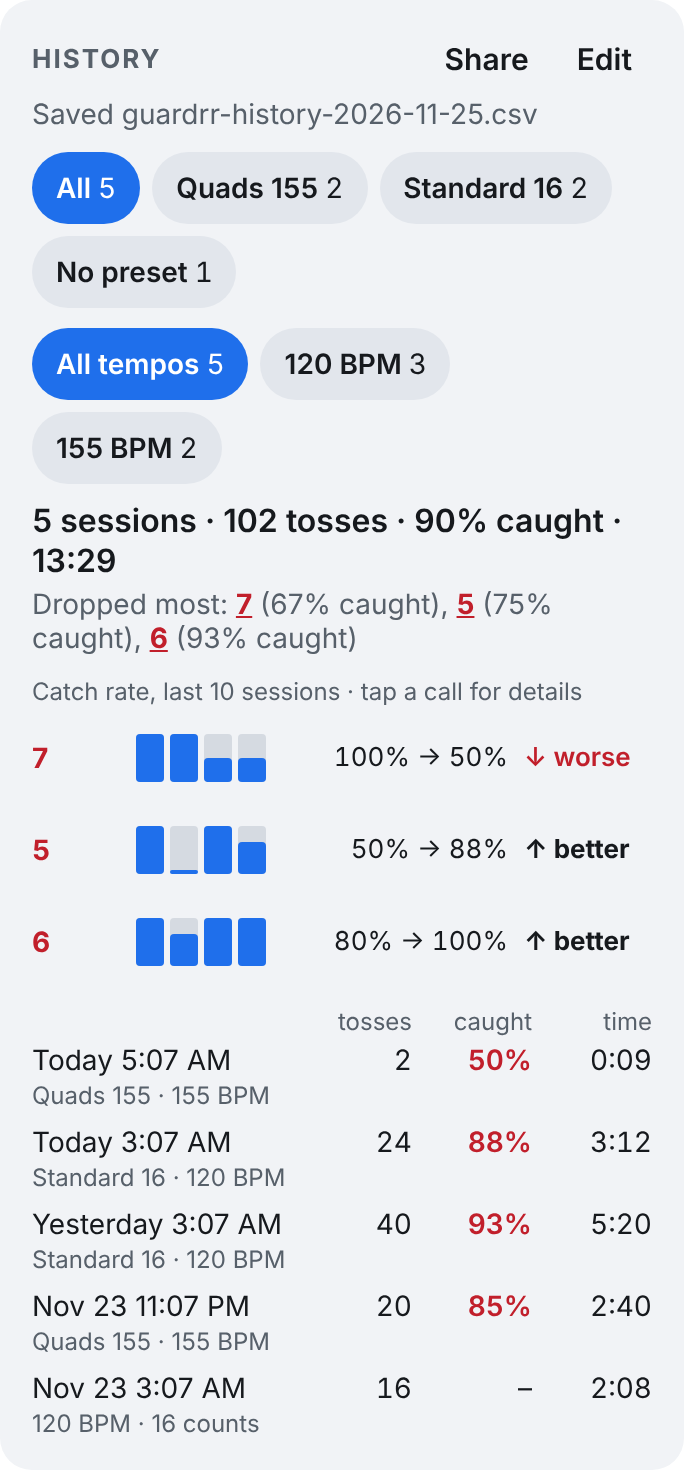 HISTORY Share Edit
Saved guardrr-history-2026-11-25.csv
All 5 Quads 155 2 Standard 16 2
No preset 1
All tempos 5 120 BPM 3
155 BPM 2
5 sessions · 102 tosses · 90% caught ·
13:29
Dropped most: 7 (67% caught), 5 (75%
caught), 6 (93% caught)
Catch rate, last 10 sessions · tap a call for details
7 100% → 50% ↓ worse
5 50% → 88% ↑ better
6 80% → 100% ↑ better
tosses caught time
Today 5:07 AM 2 50% 0:09
Quads 155 · 155 BPM
Today 3:07 AM 24 88% 3:12
Standard 16 · 120 BPM
Yesterday 3:07 AM 40 93% 5:20
Standard 16 · 120 BPM
Nov 23 11:07 PM 20 85% 2:40
Quads 155 · 155 BPM
Nov 23 3:07 AM 16 – 2:08
120 BPM · 16 counts